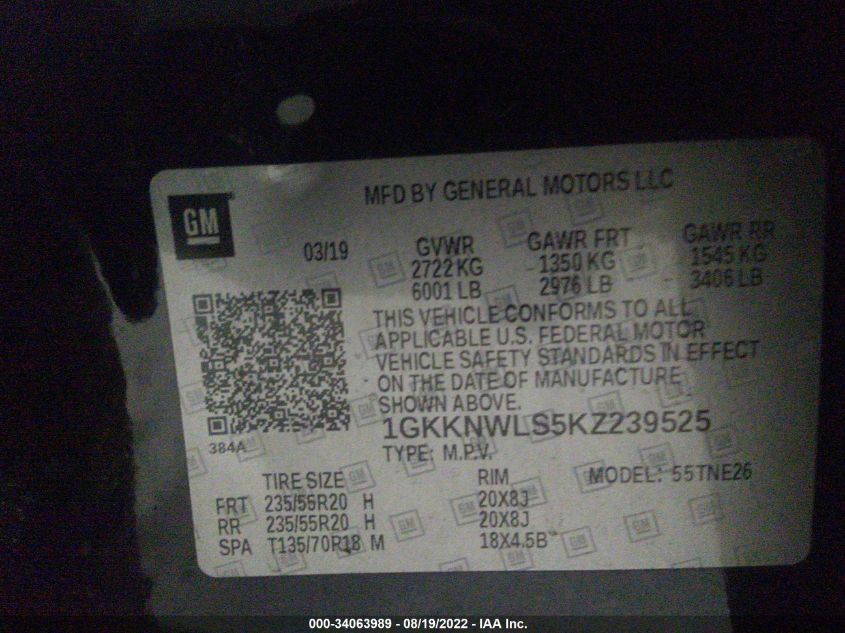 MFD BY GENERAL MOTORS LLC
GM
03/19
GVWR GAWR FRT GAWR RR
2722 KG 1350 KG 1545 KG
6001 LB 2976 LB 3406 LB
THIS VEHICLE CONFORMS TO ALL
APPLICABLE U.S. FEDERAL MOTOR
VEHICLE SAFETY STANDARDS IN EFFECT
ON THE DATE OF MANUFACTURE
SHOWN ABOVE.
384A
1GKKNWLS5KZ239525
TYPE: M.P.V.
TIRE SIZE RIM MODEL: 55TNE26
FRT 235/55R20 H 20X8J
RR 235/55R20 H 20X8J
SPA T135/70R18 M 18X4.5B
000-34063989 - 08/19/2022 - IAA Inc.